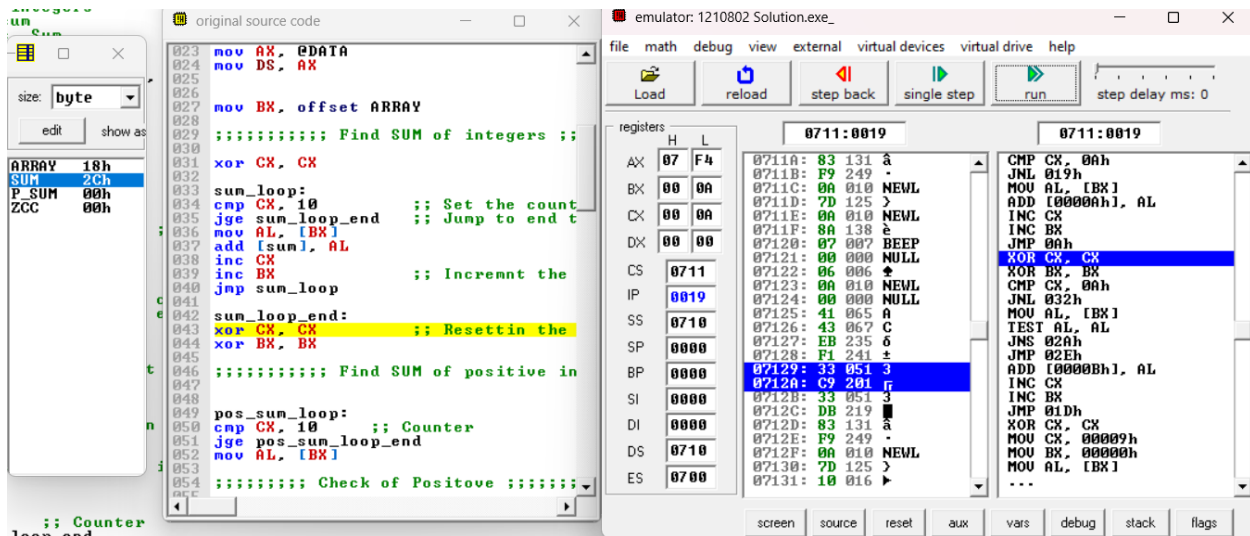 um
size: byte
edit show as
ARRAY 18h
SUM 2Ch
P_SUM 00h
ZCC 00h
;; Counter
original source code
023 mov AX, @DATA
024 mov DS, AX
025
026
027 mov BX, offset ARRAY
028
029 ;;;;;;;;;;; Find SUM of integers ;;
030
031 xor CX, CX
032
033 sum_loop:
034 cmp CX, 10 ;; Set the count
035 jge sum_loop_end ;; Jump to end t
036 mov AL, [BX]
037 add [sum], AL
038 inc CX
039 inc BX ;; Incremnt the
040 jmp sum_loop
041
042 sum_loop_end:
043 xor CX, CX ;; Resettin the
044 xor BX, BX
045
046 ;;;;;;;;;;; Find SUM of positive in
047
048
049 pos_sum_loop:
050 cmp CX, 10 ;; Counter
051 jge pos_sum_loop_end
052 mov AL, [BX]
053
054 ;;;;;;;;; Check of Positove ;;;;;;;
emulator: 1210802 Solution.exe_
file math debug view external virtual devices virtual drive help
Load reload step back single step run step delay ms: 0
registers
H L
0711:0019 0711:0019
AX 07 F4
BX 00 0A
CX 00 0A
DX 00 00
CS 0711
IP 0019
SS 0710
SP 0000
BP 0000
SI 0000
DI 0000
DS 0710
ES 0700
0711A: 83 131 â
0711B: F9 249 ·
0711C: 0A 010 NEWL
0711D: 7D 125 }
0711E: 0A 010 NEWL
0711F: 8A 138 è
07120: 07 007 BEEP
07121: 00 000 NULL
07122: 06 006 ♠
07123: 0A 010 NEWL
07124: 00 000 NULL
07125: 41 065 A
07126: 43 067 C
07127: EB 235 δ
07128: F1 241 ±
07129: 33 051 3
0712A: C9 201 ╔
0712B: 33 051 3
0712C: DB 219 █
0712D: 83 131 â
0712E: F9 249 ·
0712F: 0A 010 NEWL
07130: 7D 125 }
07131: 10 016 ►
CMP CX, 0Ah
JNL 019h
MOV AL, [BX]
ADD [0000Ah], AL
INC CX
INC BX
JMP 0Ah
XOR CX, CX
XOR BX, BX
CMP CX, 0Ah
JNL 032h
MOV AL, [BX]
TEST AL, AL
JNS 02Ah
JMP 02Eh
ADD [0000Bh], AL
INC CX
INC BX
JMP 01Dh
XOR CX, CX
MOV CX, 00009h
MOV BX, 00000h
MOV AL, [BX]
...
screen source reset aux vars debug stack flags